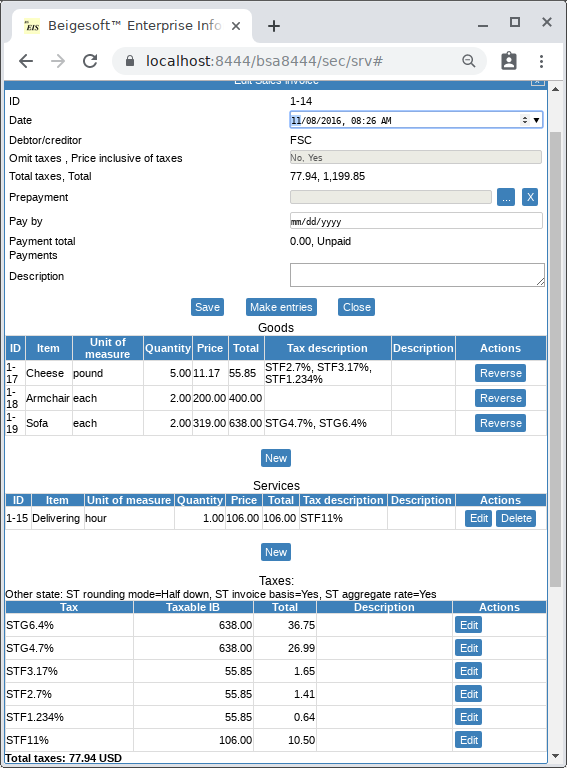 EIS Beigesoft™ Enterprise Info
localhost:8444/bsa8444/sec/srv#
Edit Sales Invoice
ID 1-14
Date 11/08/2016, 08:26 AM
Debtor/creditor FSC
Omit taxes , Price inclusive of taxes No, Yes
Total taxes, Total 77.94, 1,199.85
Prepayment ... X
Pay by mm/dd/yyyy
Payment total 0.00, Unpaid
Payments
Description
Save Make entries Close
Goods
ID Item Unit of measure Quantity Price Total Tax description Description Actions
1-17 Cheese pound 5.00 11.17 55.85 STF2.7%, STF3.17%, STF1.234% Reverse
1-18 Armchair each 2.00 200.00 400.00 Reverse
1-19 Sofa each 2.00 319.00 638.00 STG4.7%, STG6.4% Reverse
New
Services
ID Item Unit of measure Quantity Price Total Tax description Description Actions
1-15 Delivering hour 1.00 106.00 106.00 STF11% Edit Delete
New
Taxes:
Other state: ST rounding mode=Half down, ST invoice basis=Yes, ST aggregate rate=Yes
Tax Taxable IB Total Description Actions
STG6.4% 638.00 36.75 Edit
STG4.7% 638.00 26.99 Edit
STF3.17% 55.85 1.65 Edit
STF2.7% 55.85 1.41 Edit
STF1.234% 55.85 0.64 Edit
STF11% 106.00 10.50 Edit
Total taxes: 77.94 USD